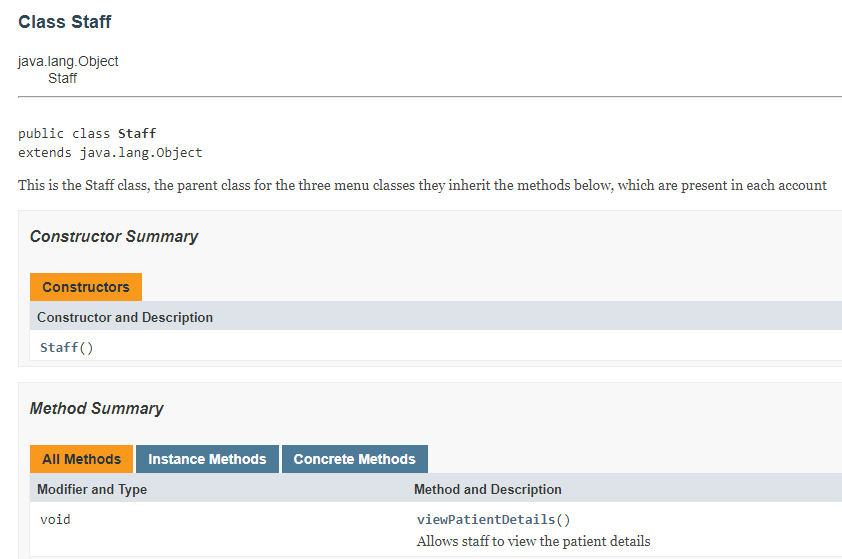 Class Staff
java.lang.Object
Staff
public class Staff
extends java.lang.Object
This is the Staff class, the parent class for the three menu classes they inherit the methods below, which are present in each account
Constructor Summary
Constructors
Constructor and Description
Staff()
Method Summary
All Methods Instance Methods Concrete Methods
Modifier and Type Method and Description
void viewPatientDetails()
Allows staff to view the patient details